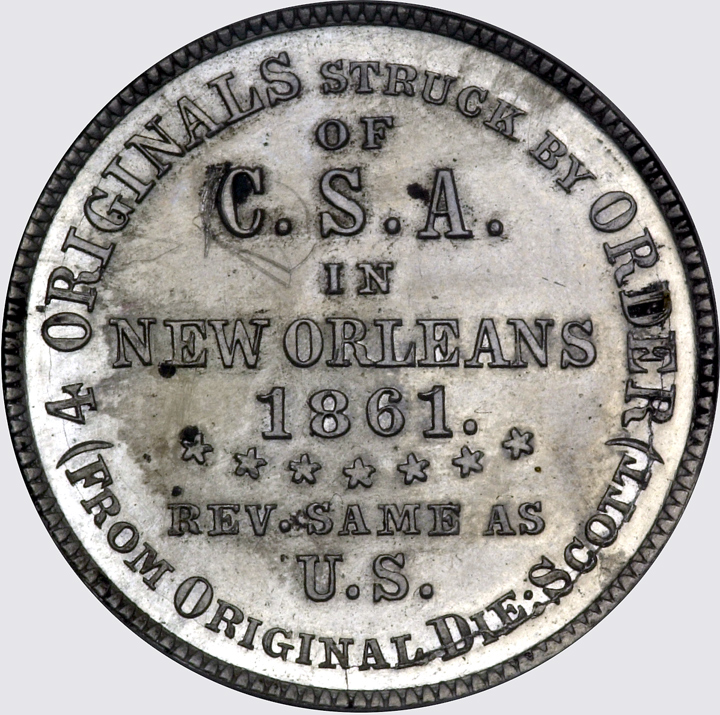 4 ORIGINALS STRUCK BY ORDER
OF
C.S.A.
IN
NEW ORLEANS
1861.
REV. SAME AS
U.S.
(FROM ORIGINAL DIE: SCOTT)